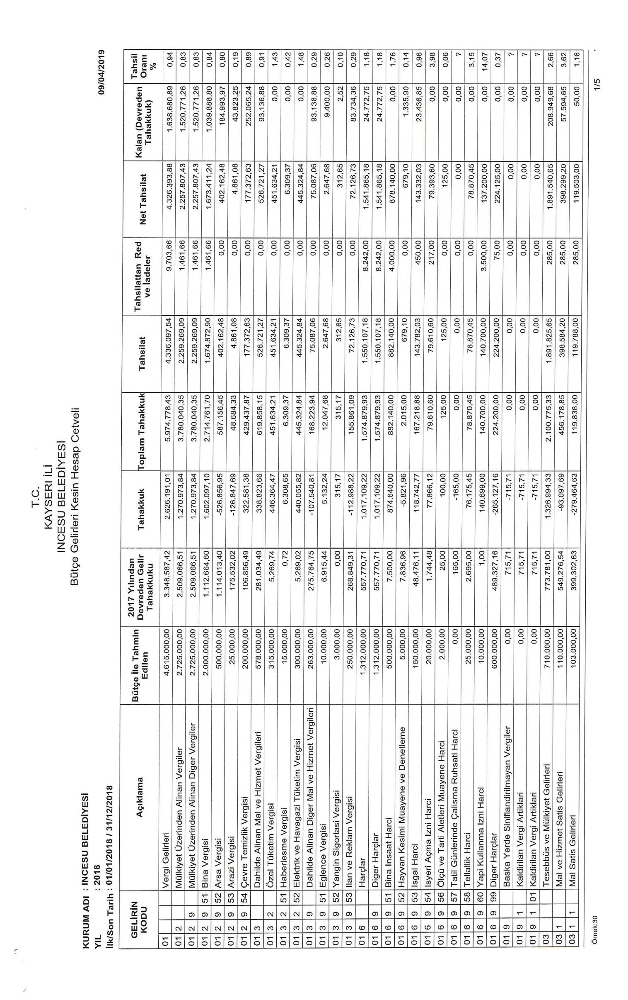 T.C.
KAYSERI İLİ
INCESU BELEDİYESİ
Bütçe Gelirleri Kesin Hesap Cetveli
KURUM ADI : INCESU BELEDİYESİ
YIL : 2018
İlk/Son Tarih : 01/01/2018 / 31/12/2018 09/04/2019
GELİRİN KODU Açıklama Bütçe İle Tahmin Edilen 2017 Yılından Devreden Gelir Tahakkuku Tahakkuk Toplam Tahakkuk Tahsilat Tahsilattan Red ve İadeler Net Tahsilat Kalan (Devreden Tahakkuk) Tahsil Oranı %
01 Vergi Gelirleri 4.615.000,00 3.348.587,42 2.626.191,01 5.974.778,43 4.336.097,54 9.703,66 4.326.393,88 1.638.680,89 0,94
01 2 Mülkiyet Üzerinden Alinan Vergiler 2.725.000,00 2.509.066,51 1.270.973,84 3.780.040,35 2.259.269,09 1.461,66 2.257.807,43 1.520.771,26 0,83
01 2 9 Mülkiyet Üzerinden Alinan Diger Vergiler 2.725.000,00 2.509.066,51 1.270.973,84 3.780.040,35 2.259.269,09 1.461,66 2.257.807,43 1.520.771,26 0,83
01 2 9 51 Bina Vergisi 2.000.000,00 1.112.664,60 1.602.097,10 2.714.761,70 1.674.872,90 1.461,66 1.673.411,24 1.039.888,80 0,84
01 2 9 52 Arsa Vergisi 500.000,00 1.114.013,40 -526.856,95 587.156,45 402.162,48 0,00 402.162,48 184.993,97 0,80
01 2 9 53 Arazi Vergisi 25.000,00 175.532,02 -126.847,69 48.684,33 4.861,08 0,00 4.861,08 43.823,25 0,19
01 2 9 54 Çevre Temizlik Vergisi 200.000,00 106.856,49 322.581,38 429.437,87 177.372,63 0,00 177.372,63 252.065,24 0,89
01 3 Dahilde Alinan Mal ve Hizmet Vergileri 578.000,00 281.034,49 338.823,66 619.858,15 526.721,27 0,00 526.721,27 93.136,88 0,91
01 3 2 Özel Tüketim Vergisi 315.000,00 5.269,74 446.364,47 451.634,21 451.634,21 0,00 451.634,21 0,00 1,43
01 3 2 51 Haberlesme Vergisi 15.000,00 0,72 6.308,65 6.309,37 6.309,37 0,00 6.309,37 0,00 0,42
01 3 2 52 Elektrik ve Havagazi Tüketim Vergisi 300.000,00 5.269,02 440.055,82 445.324,84 445.324,84 0,00 445.324,84 0,00 1,48
01 3 9 Dahilde Alinan Diger Mal ve Hizmet Vergileri 263.000,00 275.764,75 -107.540,81 168.223,94 75.087,06 0,00 75.087,06 93.136,88 0,29
01 3 9 51 Eglence Vergisi 10.000,00 6.915,44 5.132,24 12.047,68 2.647,68 0,00 2.647,68 9.400,00 0,26
01 3 9 52 Yangin Sigortasi Vergisi 3.000,00 0,00 315,17 315,17 312,65 0,00 312,65 2,52 0,10
01 3 9 53 Ilan ve Reklam Vergisi 250.000,00 268.849,31 -112.988,22 155.861,09 72.126,73 0,00 72.126,73 83.734,36 0,29
01 6 Harçlar 1.312.000,00 557.770,71 1.017.109,22 1.574.879,93 1.550.107,18 8.242,00 1.541.865,18 24.772,75 1,18
01 6 9 Diger Harçlar 1.312.000,00 557.770,71 1.017.109,22 1.574.879,93 1.550.107,18 8.242,00 1.541.865,18 24.772,75 1,18
01 6 9 51 Bina Insaat Harci 500.000,00 7.500,00 874.640,00 882.140,00 882.140,00 4.000,00 878.140,00 0,00 1,76
01 6 9 52 Hayvan Kesimi Muayene ve Denetleme 5.000,00 7.836,96 -5.821,96 2.015,00 679,10 0,00 679,10 1.335,90 0,14
01 6 9 53 Isgal Harci 150.000,00 48.476,11 118.742,77 167.218,88 143.782,03 450,00 143.332,03 23.436,85 0,96
01 6 9 54 Isyeri Açma Izni Harci 20.000,00 1.744,48 77.866,12 79.610,60 79.610,60 217,00 79.393,60 0,00 3,98
01 6 9 56 Ölçü ve Tarti Aletleri Muayene Harci 2.000,00 25,00 100,00 125,00 125,00 0,00 125,00 0,00 0,06
01 6 9 57 Tatil Günlerinde Çalisma Ruhsati Harci 0,00 165,00 -165,00 0,00 0,00 0,00 0,00 0,00 ?
01 6 9 58 Tellallik Harci 25.000,00 2.695,00 76.175,45 78.870,45 78.870,45 0,00 78.870,45 0,00 3,15
01 6 9 60 Yapi Kullanma Izni Harci 10.000,00 1,00 140.699,00 140.700,00 140.700,00 3.500,00 137.200,00 0,00 14,07
01 6 9 99 Diger Harçlar 600.000,00 489.327,16 -265.127,16 224.200,00 224.200,00 75,00 224.125,00 0,00 0,37
01 9 Baska Yerde Siniflandirilmayan Vergiler 0,00 715,71 -715,71 0,00 0,00 0,00 0,00 0,00 ?
01 9 1 Kaldirilan Vergi Artiklari 0,00 715,71 -715,71 0,00 0,00 0,00 0,00 0,00 ?
01 9 1 01 Kaldirilan Vergi Artiklari 0,00 715,71 -715,71 0,00 0,00 0,00 0,00 0,00 ?
03 Tesebbüs ve Mülkiyet Gelirleri 710.000,00 773.781,00 1.326.994,33 2.100.775,33 1.891.825,65 285,00 1.891.540,65 208.949,68 2,66
03 1 Mal ve Hizmet Satis Gelirleri 110.000,00 549.276,54 -93.097,69 456.178,85 398.584,20 285,00 398.299,20 57.594,65 3,62
03 1 1 Mal Satis Gelirleri 103.000,00 399.302,63 -279.464,63 119.838,00 119.788,00 285,00 119.503,00 50,00 1,16
Örnek:30 1/5